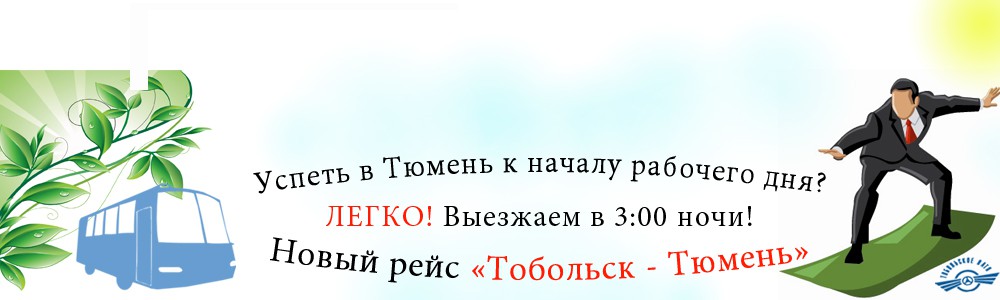 Успеть в Тюмень к началу рабочего дня?
ЛЕГКО! Выезжаем в 3:00 ночи!
Новый рейс «Тобольск - Тюмень»